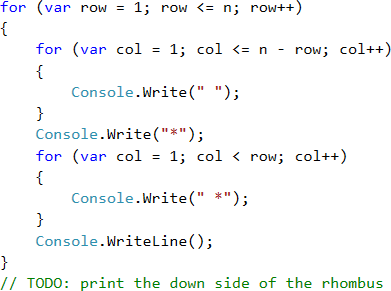 for (var row = 1; row <= n; row++)
{
    for (var col = 1; col <= n - row; col++)
    {
        Console.Write(" ");
    }
    Console.Write("*");
    for (var col = 1; col < row; col++)
    {
        Console.Write(" *");
    }
    Console.WriteLine();
}
// TODO: print the down side of the rhombus